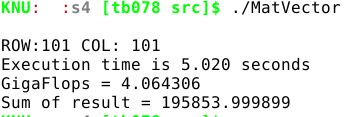 KNU:  :s4 [tb078 src]$ ./MatVector
ROW:101 COL: 101
Execution time is 5.020 seconds
GigaFlops = 4.064306
Sum of result = 195853.999899